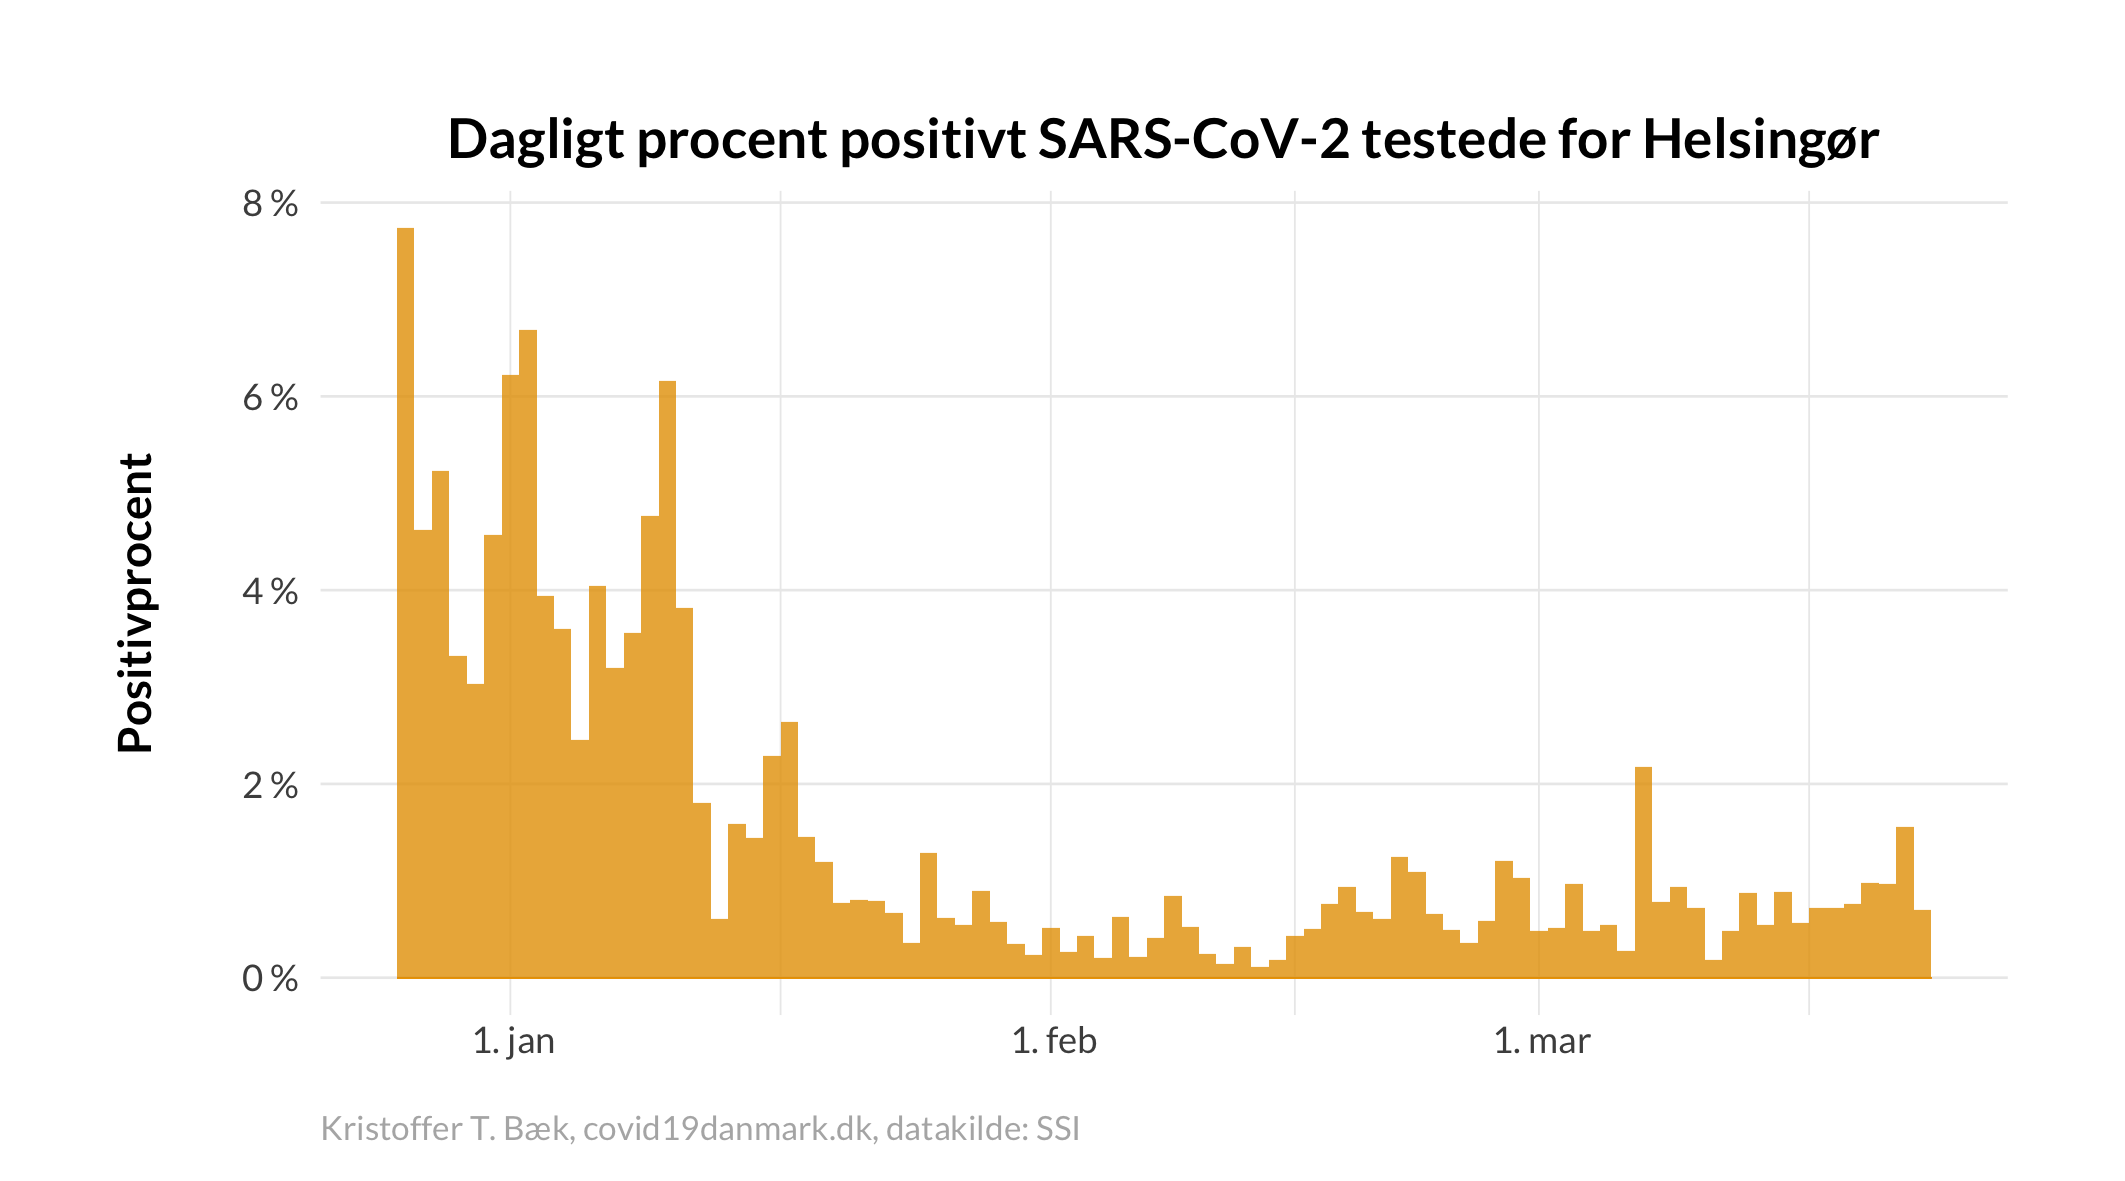 Dagligt procent positivt SARS-CoV-2 testede for Helsingør
Positivprocent
8 %
6 %
4 %
2 %
0 %
1. jan
1. feb
1. mar
Kristoffer T. Bæk, covid19danmark.dk, datakilde: SSI